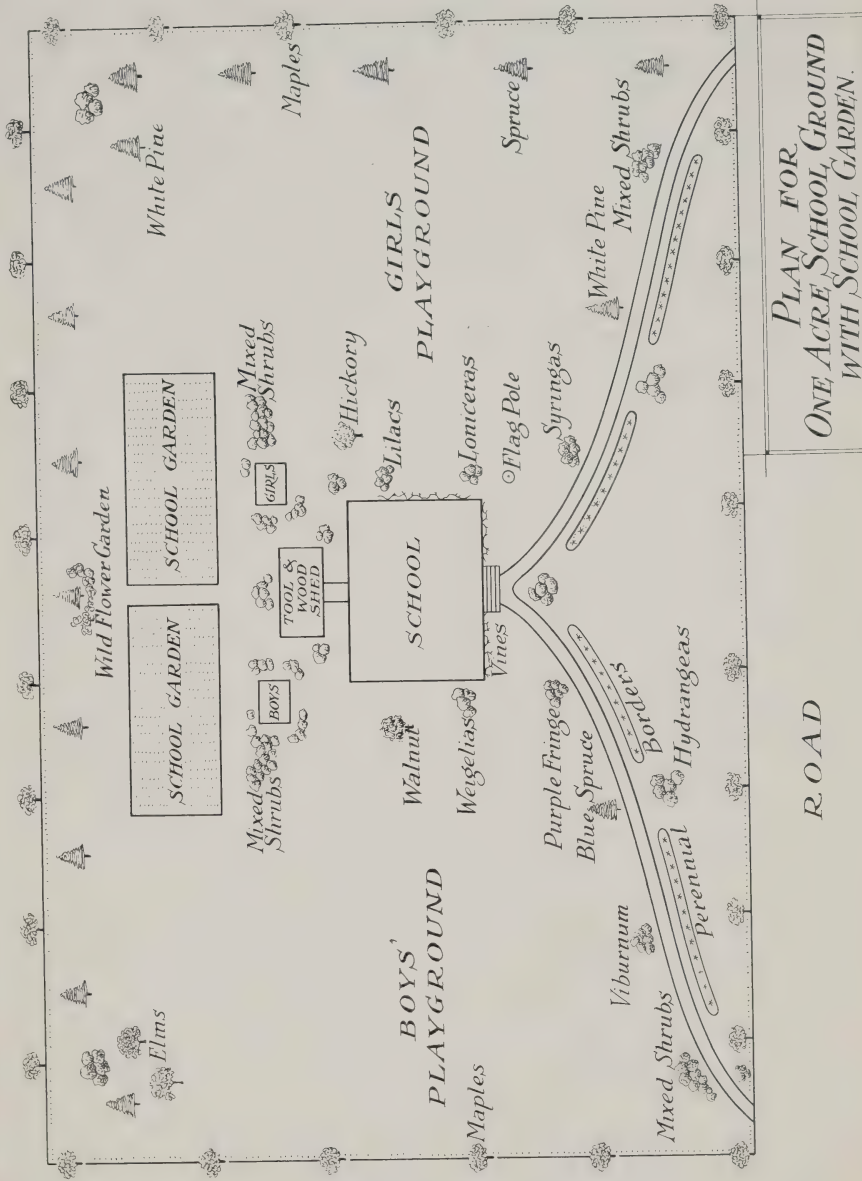 Wild Flower Garden
White Pine
Elms
SCHOOL GARDEN
SCHOOL GARDEN
Maples
Mixed
Shrubs
BOYS
TOOL &
WOOD
SHED
GIRLS
Mixed
Shrubs
Hickory
Walnut
SCHOOL
Lilacs
BOYS'
PLAYGROUND
GIRLS
PLAYGROUND
Maples
Weigelias
Vines
Loniceras
Flag Pole
Spruce
Purple Fringe
Blue Spruce
Syringas
White Pine
Mixed Shrubs
Viburnum
Mixed Shrubs
Perennial
Borders
Hydrangeas
ROAD
PLAN FOR
ONE ACRE SCHOOL GROUND
WITH SCHOOL GARDEN.